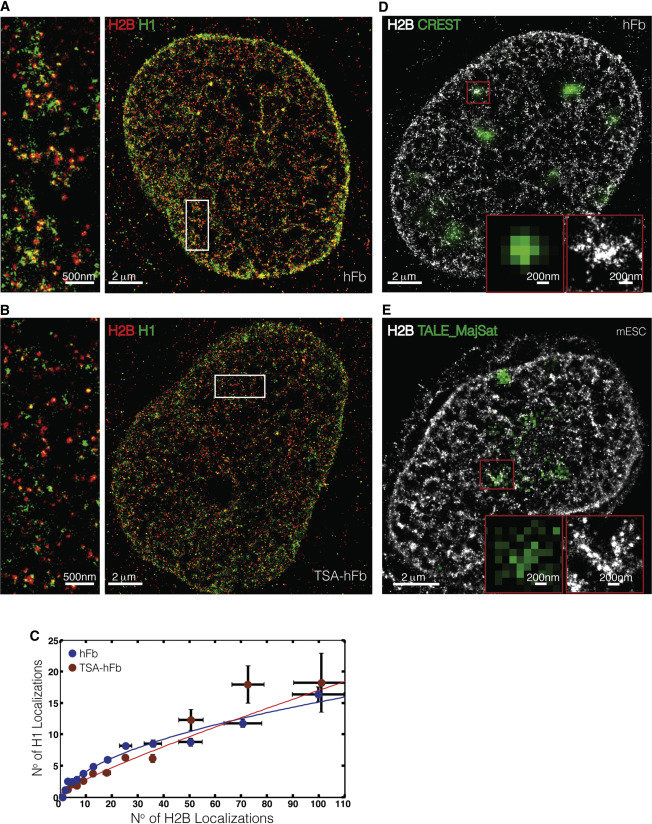 A
H2B H1
500nm
2 μm
hFb
D
H2B CREST
hFb
200nm
200nm
2 μm
B
H2B H1
500nm
2 μm
TSA-hFb
E
H2B TALE_MajSat
mESC
200nm
200nm
2 μm
C
25
20
15
10
5
0
0 10 20 30 40 50 60 70 80 90 100 110
hFb
TSA-hFb
Nº of H1 Localizations
Nº of H2B Localizations